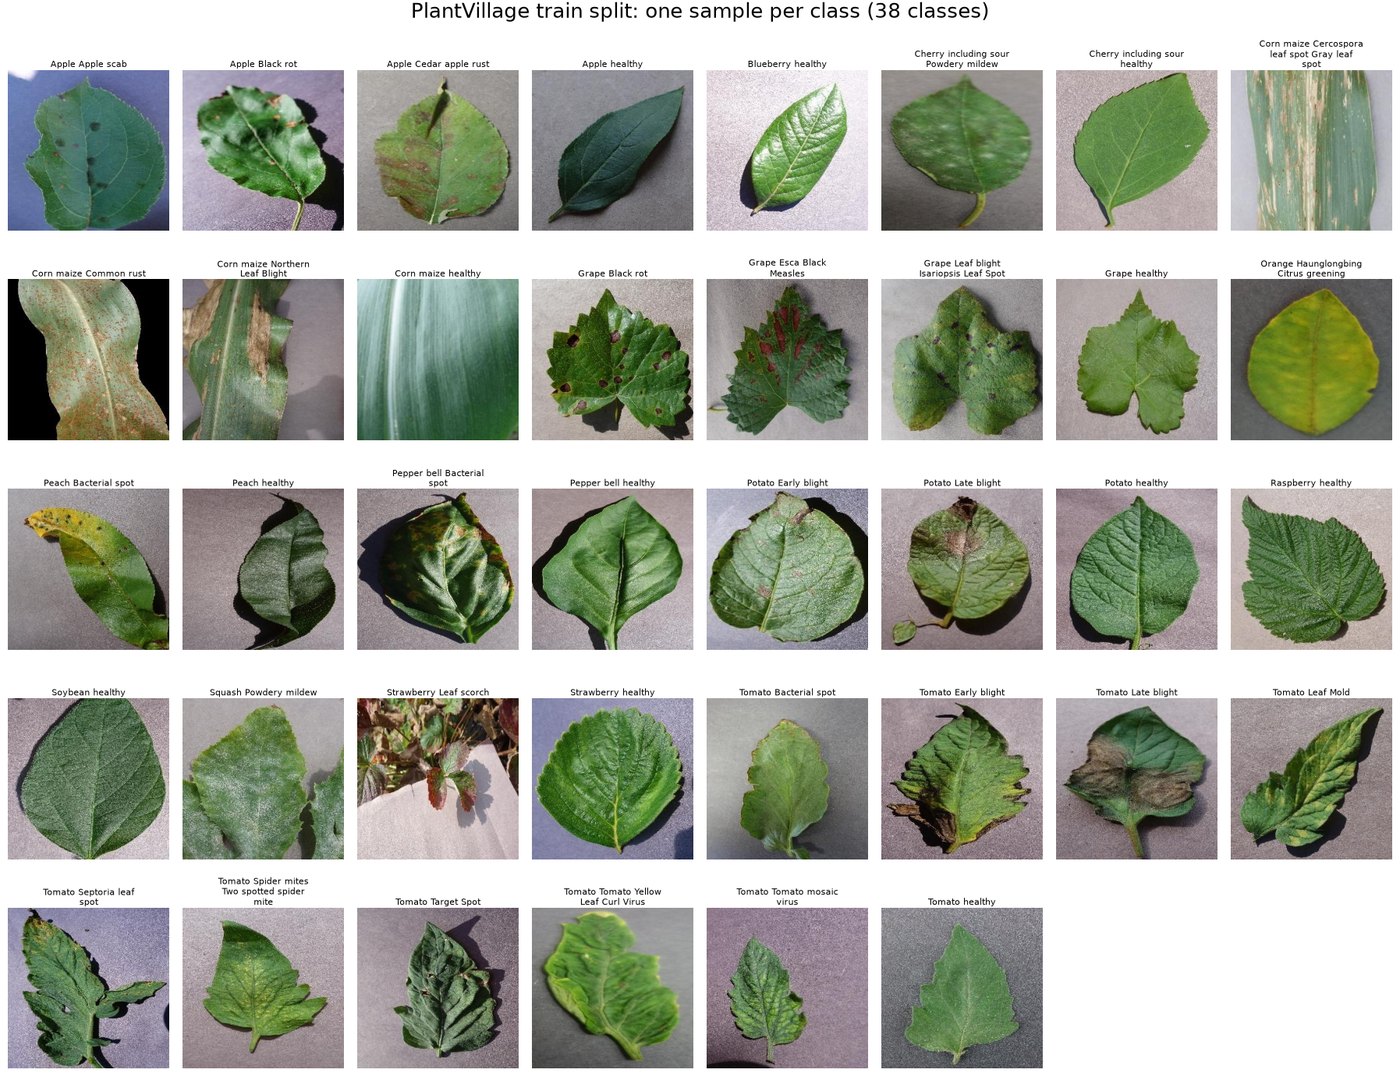 PlantVillage train split: one sample per class (38 classes)
Apple Apple scab
Apple Black rot
Apple Cedar apple rust
Apple healthy
Blueberry healthy
Cherry including sour
Powdery mildew
Cherry including sour
healthy
Corn maize Cercospora
leaf spot Gray leaf
spot
Corn maize Common rust
Corn maize Northern
Leaf Blight
Corn maize healthy
Grape Black rot
Grape Esca Black
Measles
Grape Leaf blight
Isariopsis Leaf Spot
Grape healthy
Orange Haunglongbing
Citrus greening
Peach Bacterial spot
Peach healthy
Pepper bell Bacterial
spot
Pepper bell healthy
Potato Early blight
Potato Late blight
Potato healthy
Raspberry healthy
Soybean healthy
Squash Powdery mildew
Strawberry Leaf scorch
Strawberry healthy
Tomato Bacterial spot
Tomato Early blight
Tomato Late blight
Tomato Leaf Mold
Tomato Septoria leaf
spot
Tomato Spider mites
Two spotted spider
mite
Tomato Target Spot
Tomato Tomato Yellow
Leaf Curl Virus
Tomato Tomato mosaic
virus
Tomato healthy